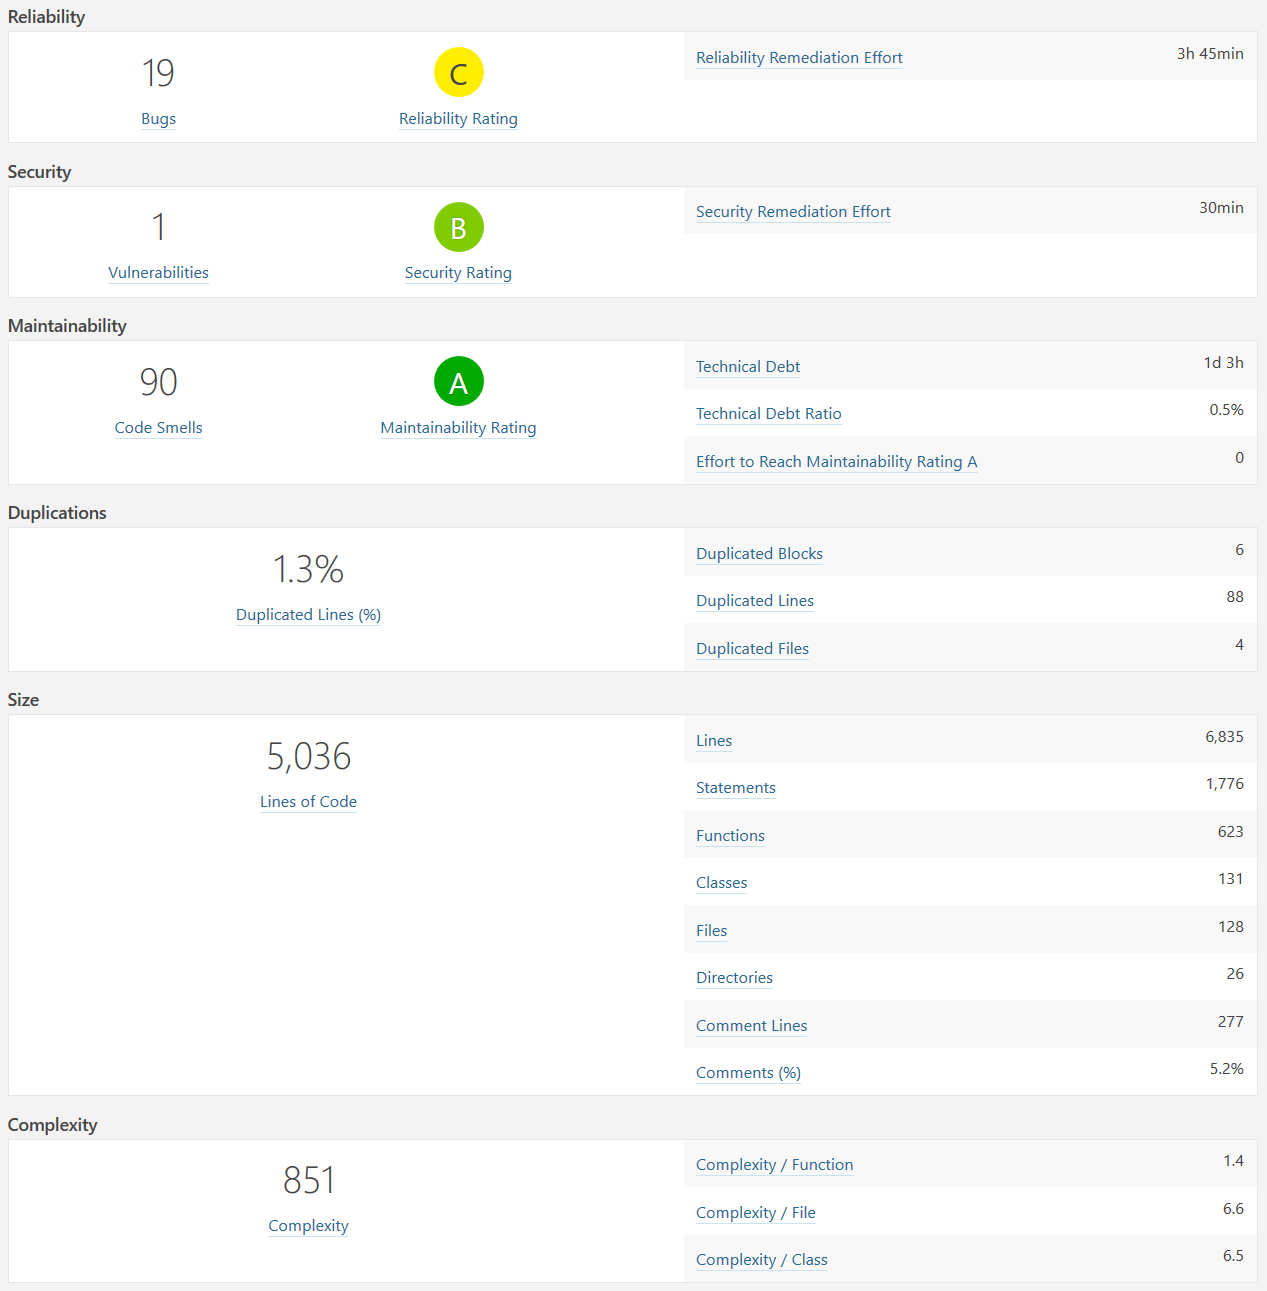 Reliability
19
Bugs
C
Reliability Rating
Reliability Remediation Effort 3h 45min
Security
1
Vulnerabilities
B
Security Rating
Security Remediation Effort 30min
Maintainability
90
Code Smells
A
Maintainability Rating
Technical Debt 1d 3h
Technical Debt Ratio 0.5%
Effort to Reach Maintainability Rating A 0
Duplications
1.3%
Duplicated Lines (%)
Duplicated Blocks 6
Duplicated Lines 88
Duplicated Files 4
Size
5,036
Lines of Code
Lines 6,835
Statements 1,776
Functions 623
Classes 131
Files 128
Directories 26
Comment Lines 277
Comments (%) 5.2%
Complexity
851
Complexity
Complexity / Function 1.4
Complexity / File 6.6
Complexity / Class 6.5